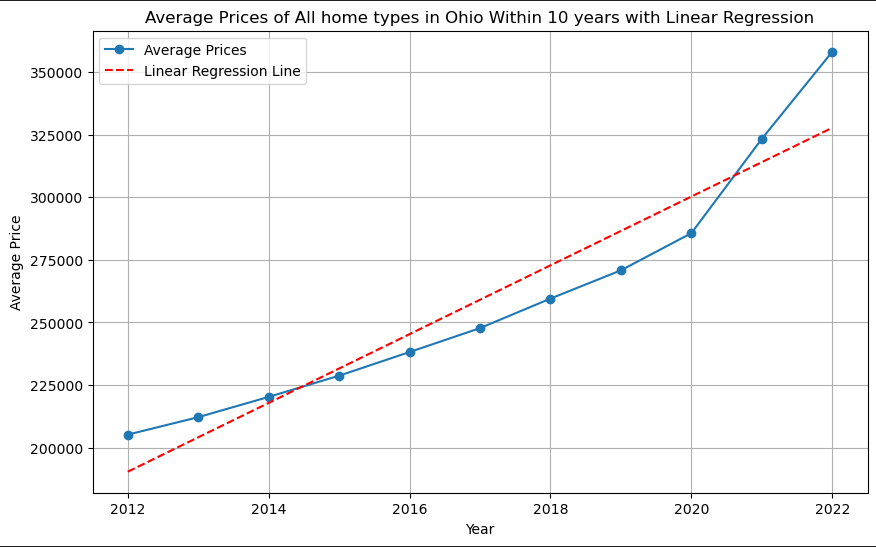 Average Prices of All home types in Ohio Within 10 years with Linear Regression
Average Prices
Linear Regression Line
350000
325000
300000
275000
250000
225000
200000
Average Price
2012 2014 2016 2018 2020 2022
Year